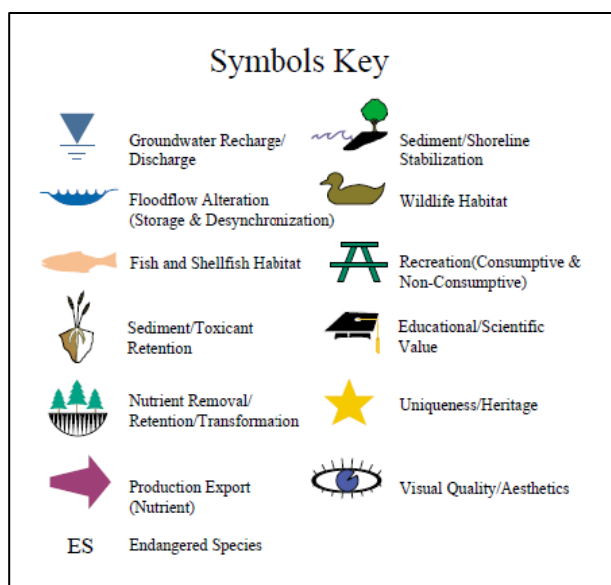 Symbols Key
Groundwater Recharge/
Discharge
Floodflow Alteration
(Storage & Desynchronization)
Fish and Shellfish Habitat
Sediment/Toxicant
Retention
Nutrient Removal/
Retention/Transformation
Production Export
(Nutrient)
ES Endangered Species
Sediment/Shoreline
Stabilization
Wildlife Habitat
Recreation(Consumptive &
Non-Consumptive)
Educational/Scientific
Value
Uniqueness/Heritage
Visual Quality/Aesthetics